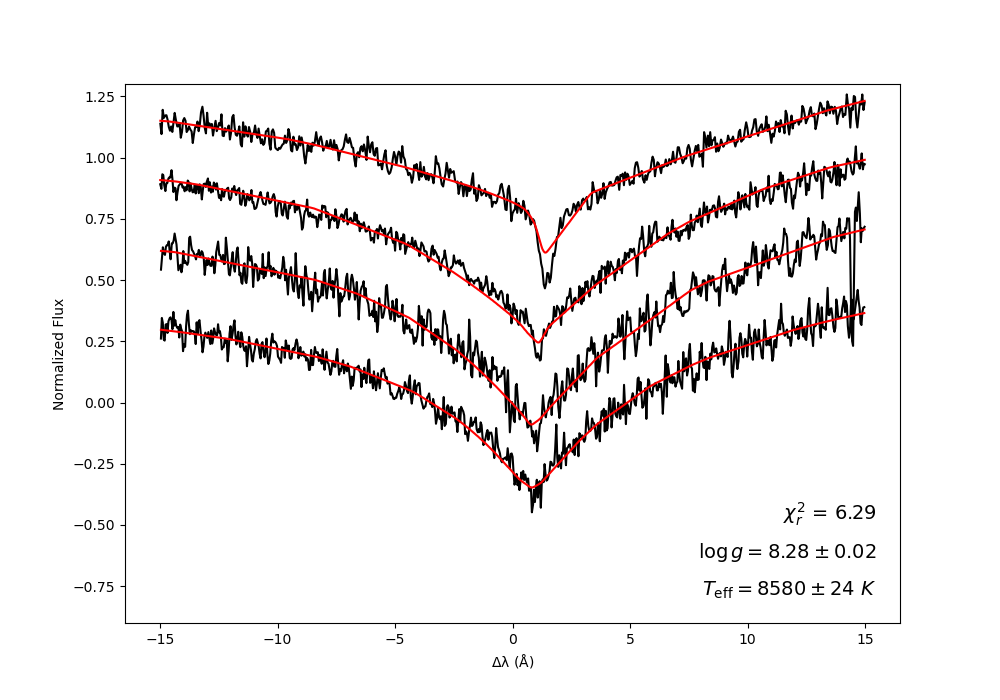 1.25
1.00
0.75
0.50
0.25
0.00
−0.25
−0.50
−0.75
Normalized Flux
χ²ᵣ = 6.29
log g = 8.28 ± 0.02
T_eff = 8580 ± 24 K
−15 −10 −5 0 5 10 15
Δλ (Å)